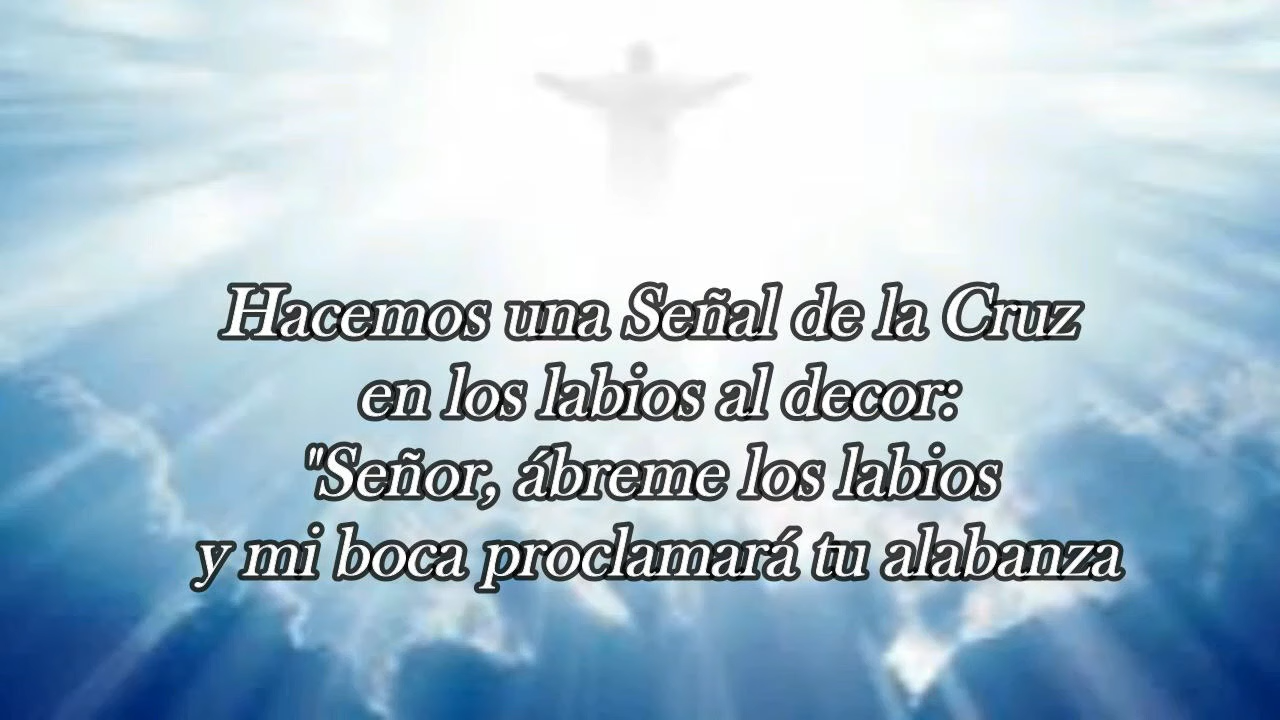 Hacemos una Señal de la Cruz
en los labios al decor:
"Señor, ábreme los labios
y mi boca proclamará tu alabanza